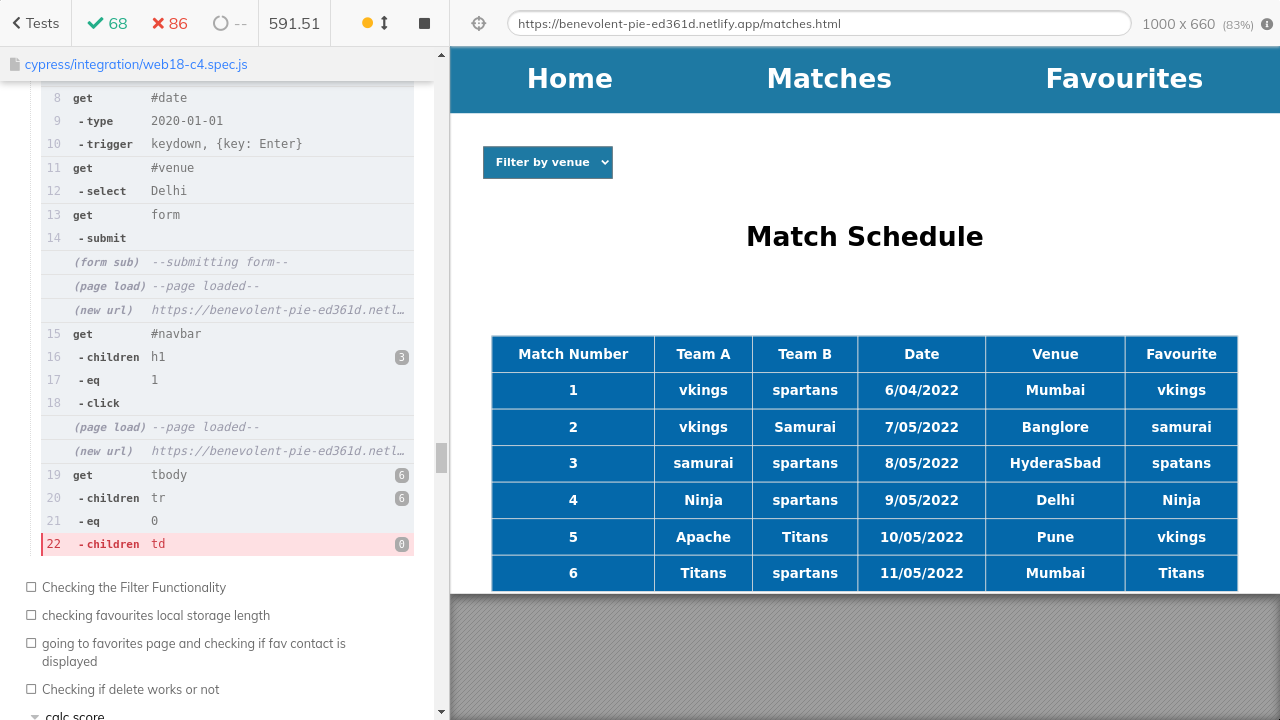 Tests 68 86 -- 591.51
https://benevolent-pie-ed361d.netlify.app/matches.html 1000 x 660 (83%)
cypress/integration/web18-c4.spec.js
8 get #date
9 -type 2020-01-01
10 -trigger keydown, {key: Enter}
11 get #venue
12 -select Delhi
13 get form
14 -submit
(form sub) --submitting form--
(page load) --page loaded--
(new url) https://benevolent-pie-ed361d.netl…
15 get #navbar
16 -children h1 3
17 -eq 1
18 -click
(page load) --page loaded--
(new url) https://benevolent-pie-ed361d.netl…
19 get tbody 6
20 -children tr 6
21 -eq 0
22 -children td 0
Checking the Filter Functionality
checking favourites local storage length
going to favorites page and checking if fav contact is
displayed
Checking if delete works or not
calc score
Home Matches Favourites
Filter by venue
Match Schedule
Match Number Team A Team B Date Venue Favourite
1 vkings spartans 6/04/2022 Mumbai vkings
2 vkings Samurai 7/05/2022 Banglore samurai
3 samurai spartans 8/05/2022 HyderaSbad spatans
4 Ninja spartans 9/05/2022 Delhi Ninja
5 Apache Titans 10/05/2022 Pune vkings
6 Titans spartans 11/05/2022 Mumbai Titans